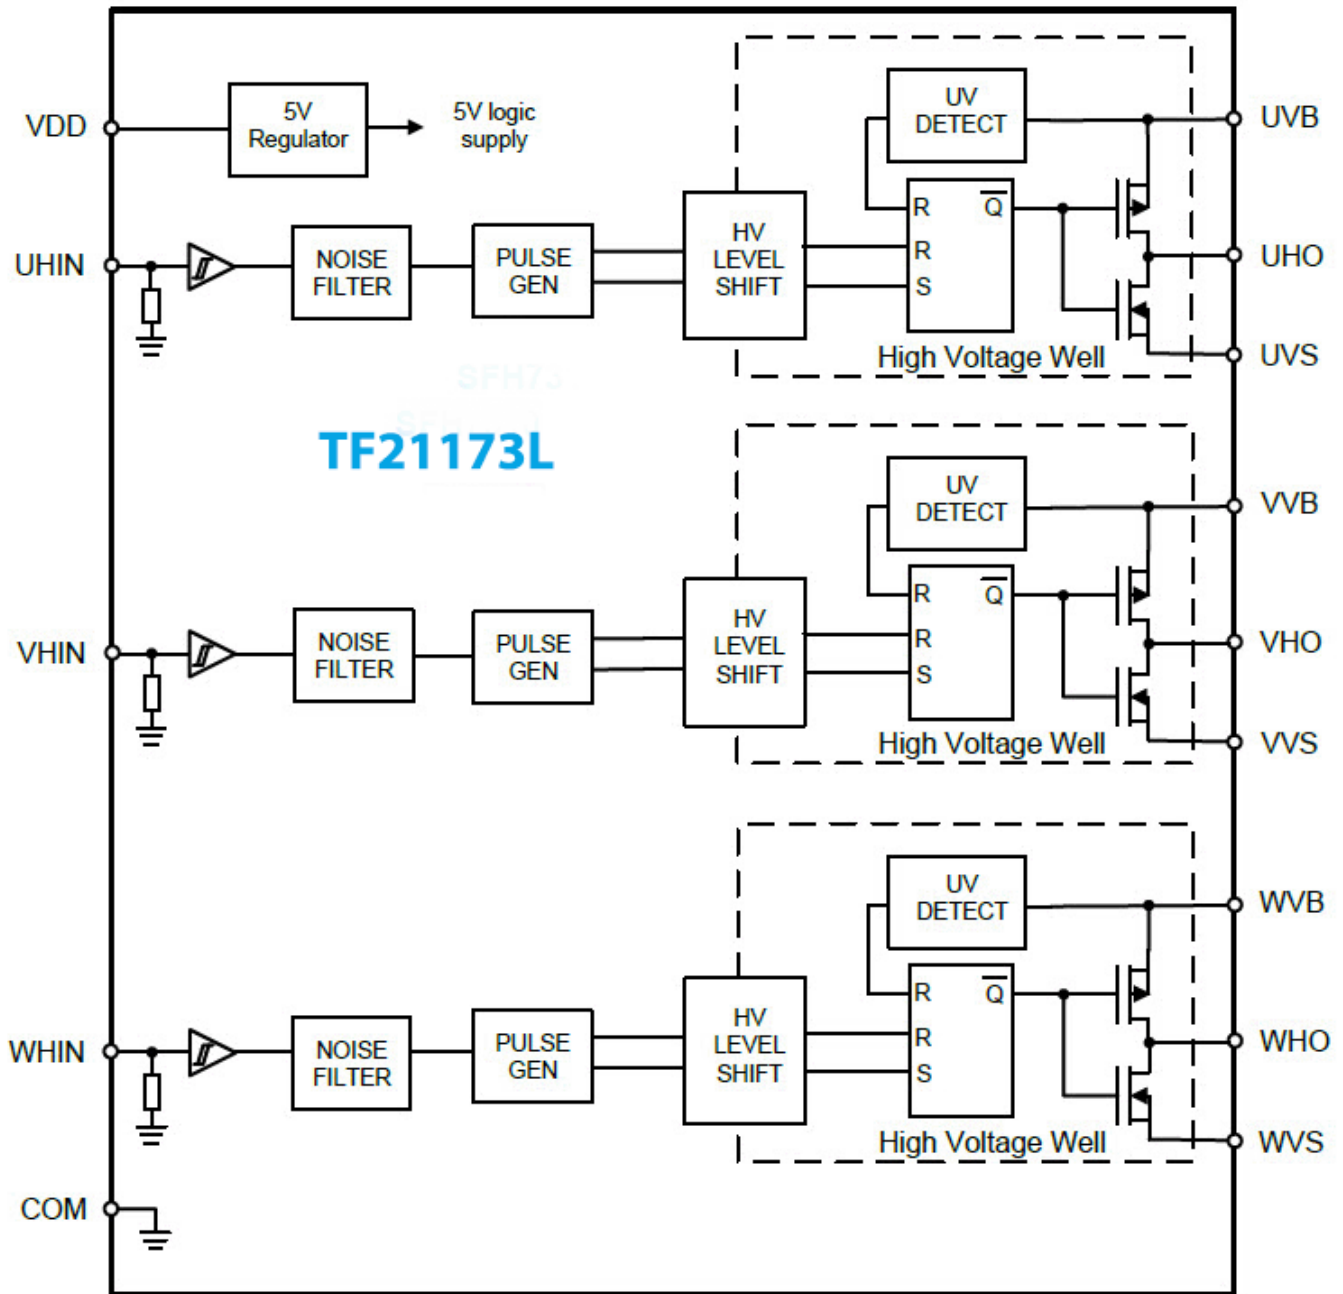 VDD
5V
Regulator
5V logic
supply
UV
DETECT
UVB
UHIN
NOISE
FILTER
PULSE
GEN
HV
LEVEL
SHIFT
R
R
S
Q̅
UHO
High Voltage Well
UVS
SFH73
TF21173L
UV
DETECT
VVB
VHIN
NOISE
FILTER
PULSE
GEN
HV
LEVEL
SHIFT
R
R
S
Q̅
VHO
High Voltage Well
VVS
UV
DETECT
WVB
WHIN
NOISE
FILTER
PULSE
GEN
HV
LEVEL
SHIFT
R
R
S
Q̅
WHO
High Voltage Well
WVS
COM